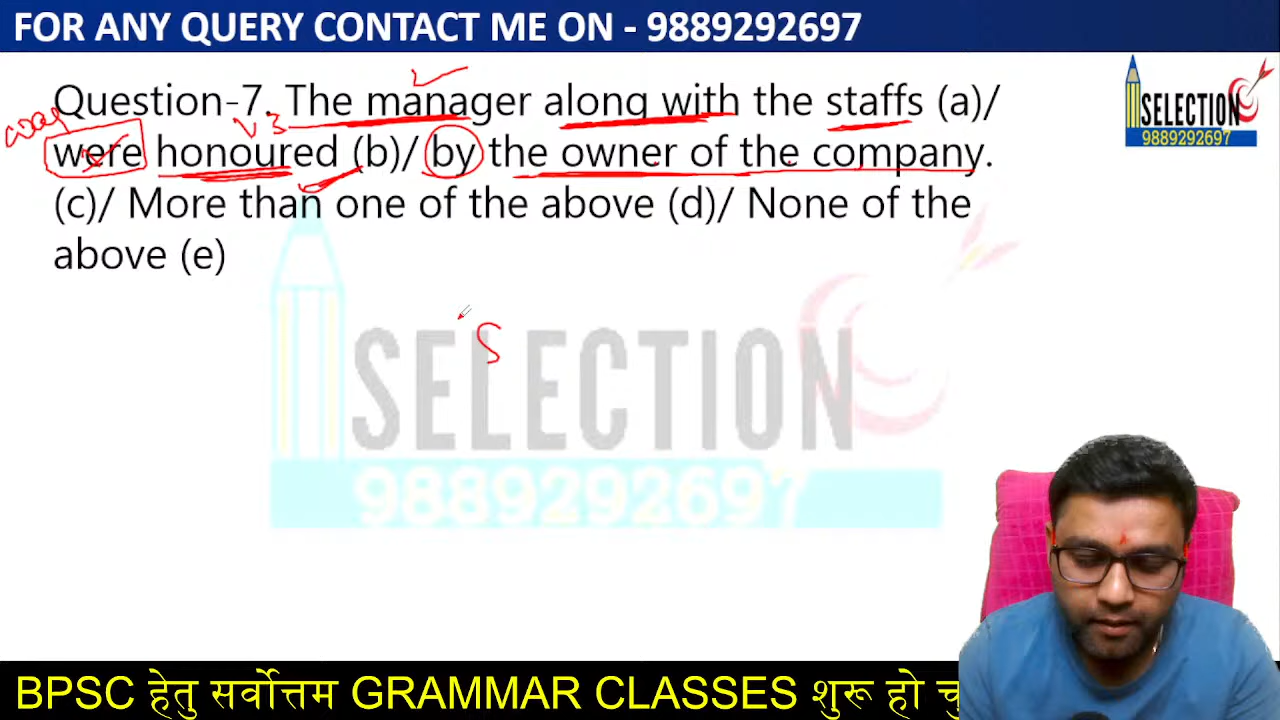 FOR ANY QUERY CONTACT ME ON - 9889292697
Question-7. The manager along with the staffs (a)/
were honoured (b)/ by the owner of the company.
(c)/ More than one of the above (d)/ None of the
above (e)
was
V3
S
SELECTION
9889292697
SELECTION
9889292697
BPSC हेतु सर्वोत्तम GRAMMAR CLASSES शुरू हो चु